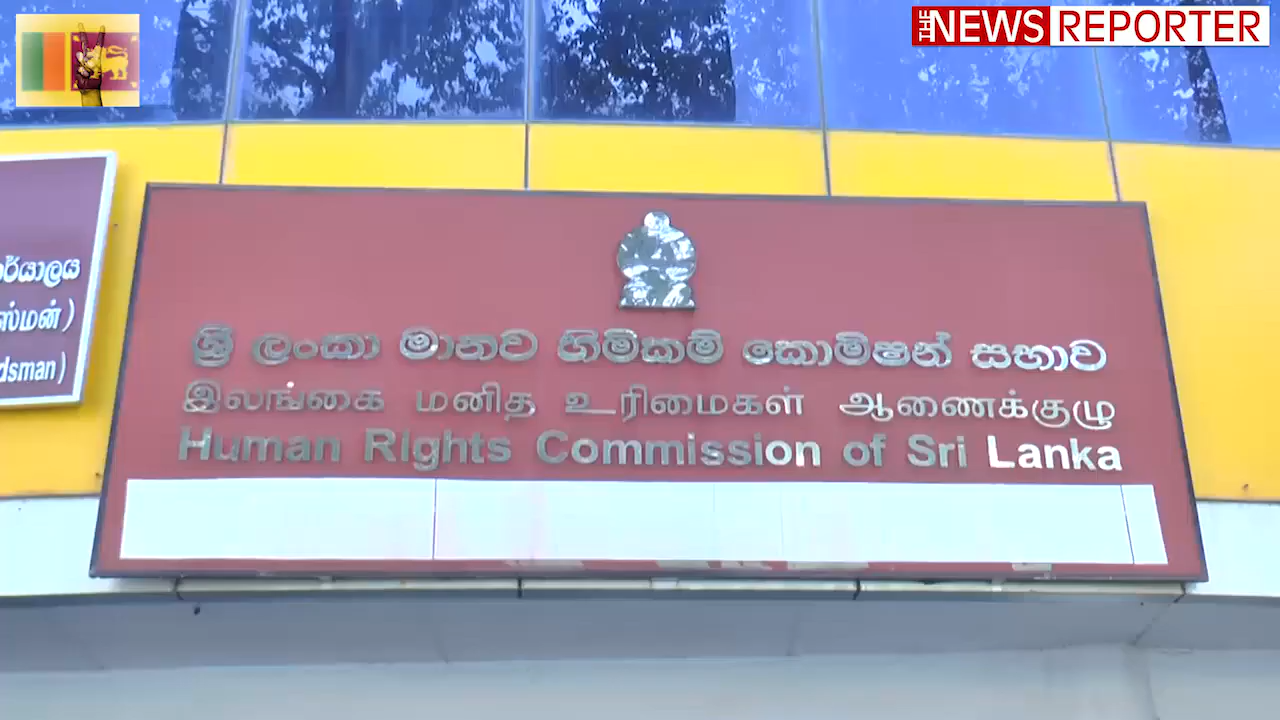 THE NEWS REPORTER
ශ්‍රී ලංකා මානව හිමිකම් කොමිෂන් සභාව
இலங்கை மனித உரிமைகள் ஆணைக்குழு
Human Rights Commission of Sri Lanka